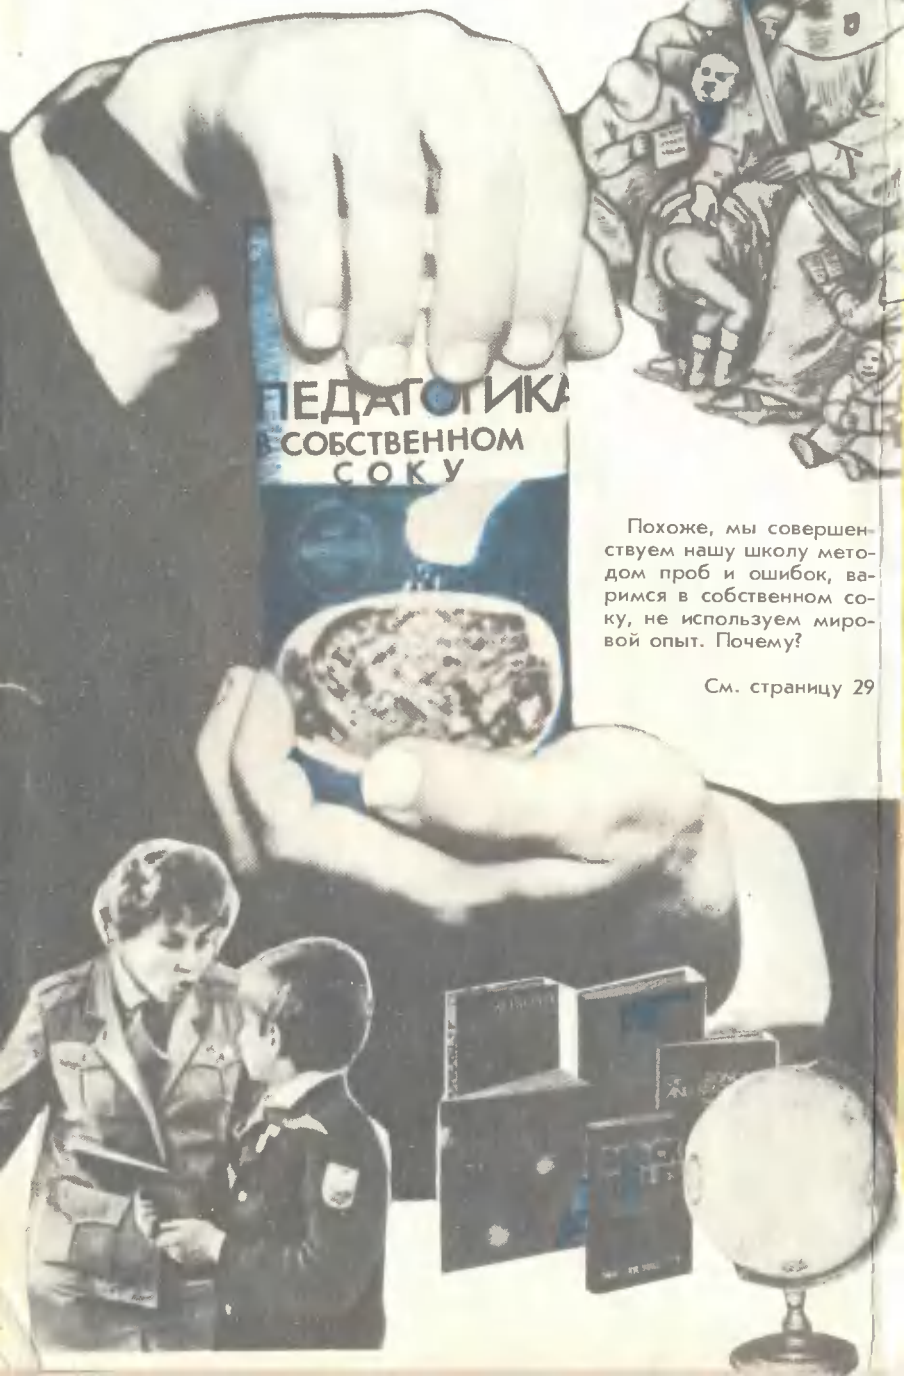 ПЕДАГОГИКА
В СОБСТВЕННОМ
СОКУ
Похоже, мы совершен-
ствуем нашу школу мето-
дом проб и ошибок, ва-
римся в собственном со-
ку, не используем миро-
вой опыт. Почему?
См. страницу 29